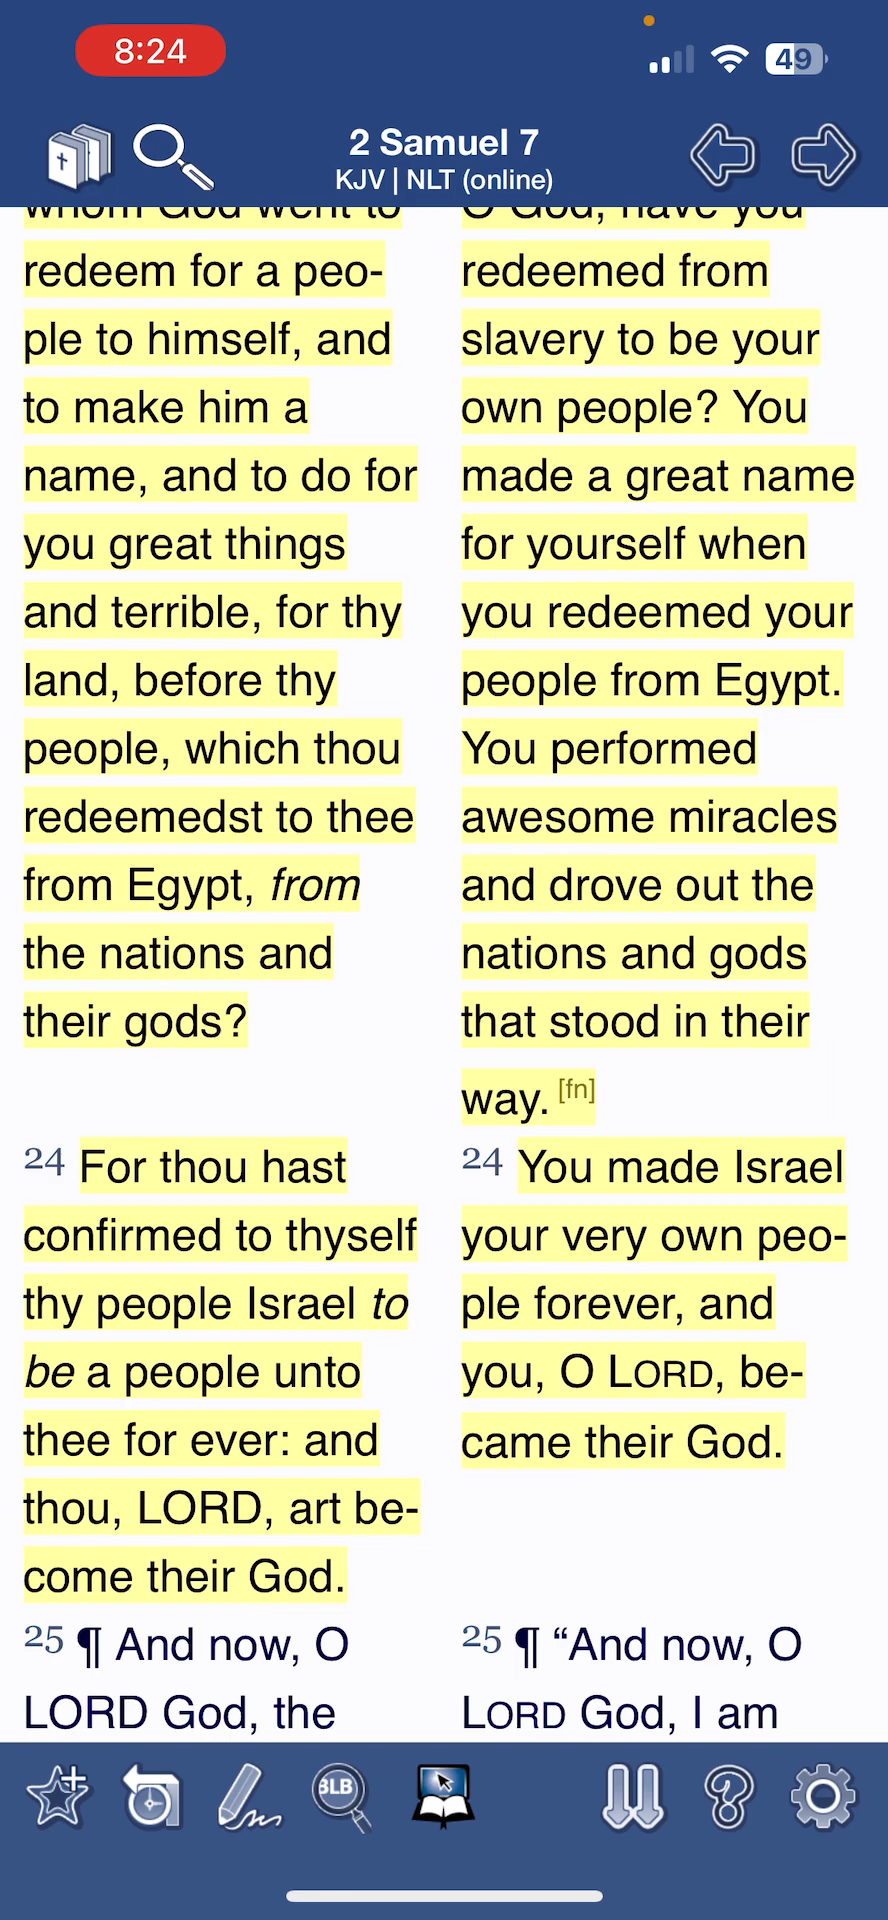 8:24
49
2 Samuel 7
KJV | NLT (online)
whom God went to
redeem for a peo-
ple to himself, and
to make him a
name, and to do for
you great things
and terrible, for thy
land, before thy
people, which thou
redeemedst to thee
from Egypt, from
the nations and
their gods?
24 For thou hast
confirmed to thyself
thy people Israel to
be a people unto
thee for ever: and
thou, LORD, art be-
come their God.
25 ¶ And now, O
LORD God, the
O God, have you
redeemed from
slavery to be your
own people? You
made a great name
for yourself when
you redeemed your
people from Egypt.
You performed
awesome miracles
and drove out the
nations and gods
that stood in their
way. [fn]
24 You made Israel
your very own peo-
ple forever, and
you, O LORD, be-
came their God.
25 ¶ “And now, O
LORD God, I am
BLB